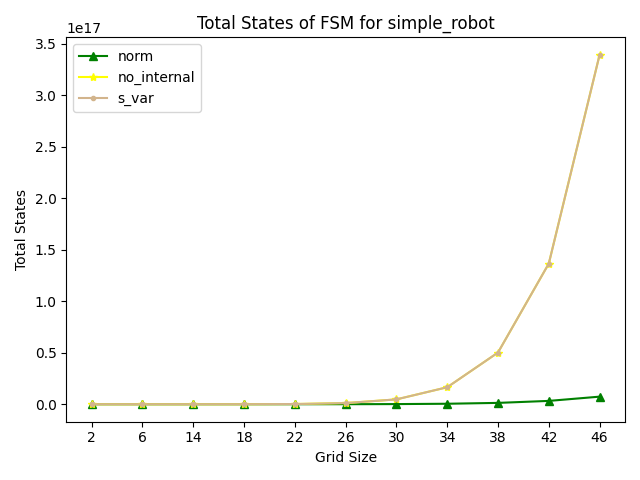 Total States of FSM for simple_robot
1e17
norm
no_internal
s_var
3.5
3.0
2.5
2.0
1.5
1.0
0.5
0.0
Total States
2 6 14 18 22 26 30 34 38 42 46
Grid Size